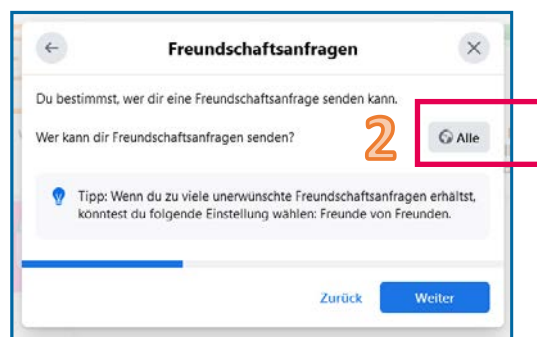 Freundschaftsanfragen
Du bestimmst, wer dir eine Freundschaftsanfrage senden kann.
Wer kann dir Freundschaftsanfragen senden?
2
Alle
Tipp: Wenn du zu viele unerwünschte Freundschaftsanfragen erhältst,
könntest du folgende Einstellung wählen: Freunde von Freunden.
Zurück
Weiter